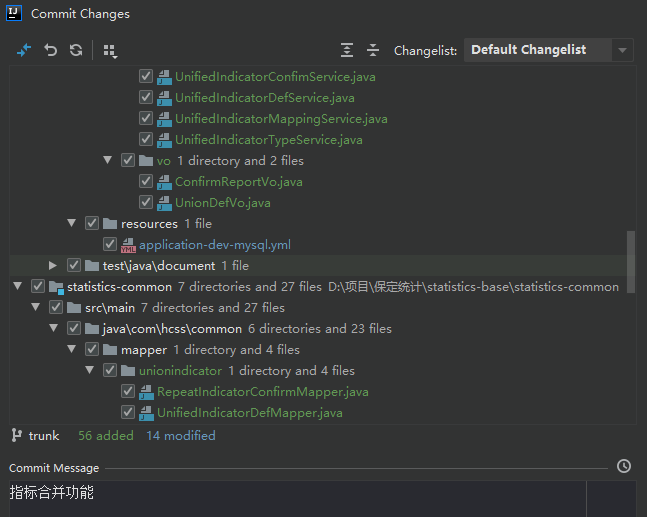 IJ Commit Changes
Changelist: Default Changelist
UnifiedIndicatorConfimService.java
UnifiedIndicatorDefService.java
UnifiedIndicatorMappingService.java
UnifiedIndicatorTypeService.java
vo 1 directory and 2 files
ConfirmReportVo.java
UnionDefVo.java
resources 1 file
YML application-dev-mysql.yml
test\java\document 1 file
statistics-common 7 directories and 27 files D:\项目\保定统计\statistics-base\statistics-common
src\main 7 directories and 27 files
java\com\hcss\common 6 directories and 23 files
mapper 1 directory and 4 files
unionindicator 1 directory and 4 files
RepeatIndicatorConfirmMapper.java
UnifiedIndicatorDefMapper.java
trunk 56 added 14 modified
Commit Message
指标合并功能